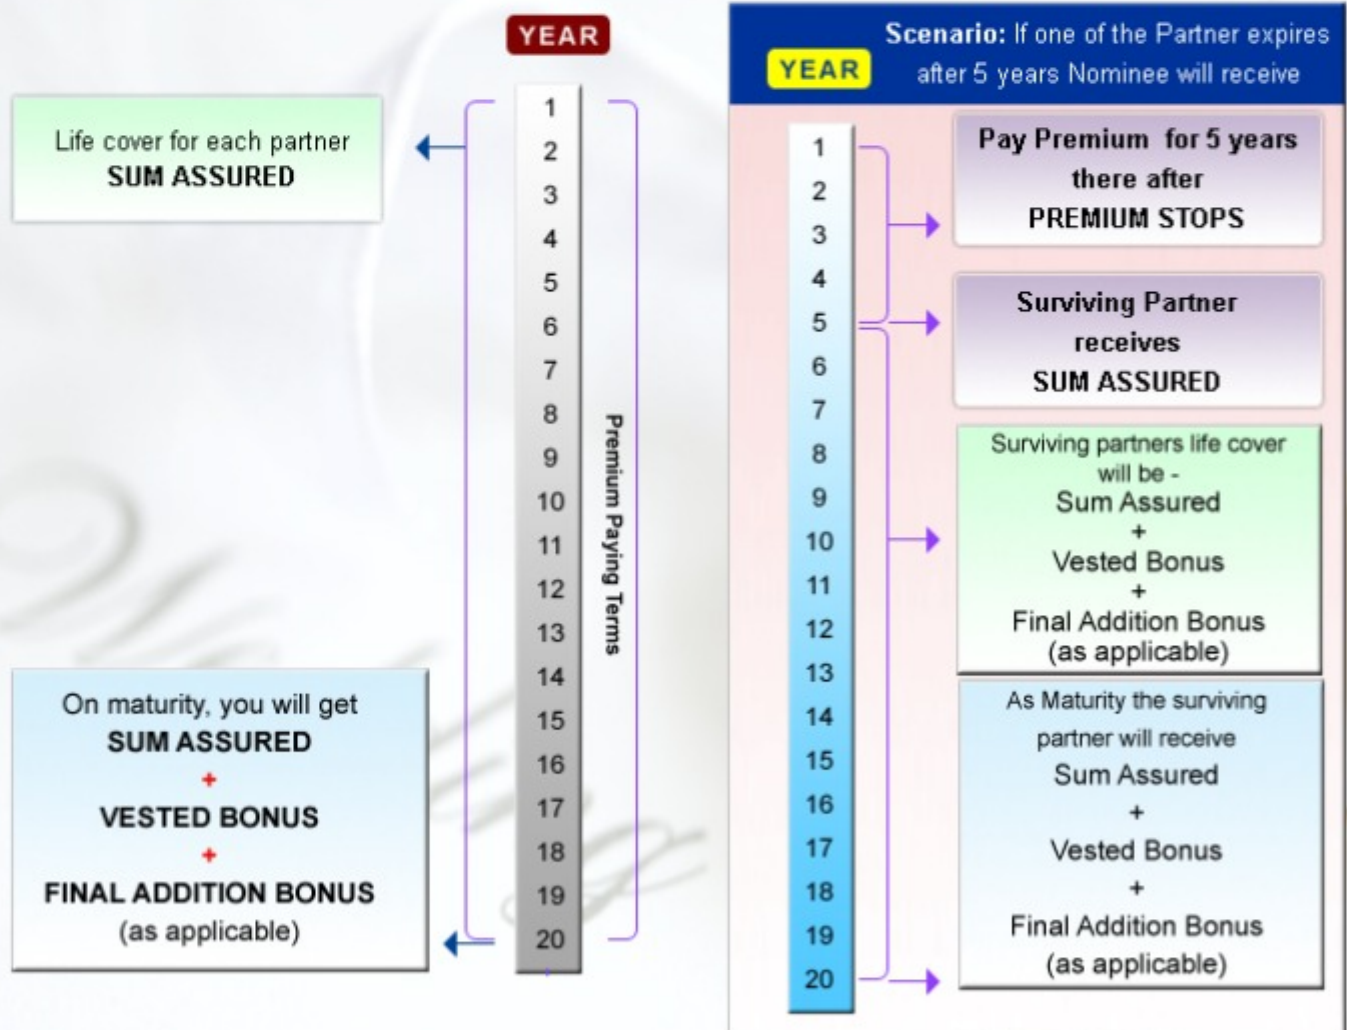 YEAR
Life cover for each partner
SUM ASSURED
1
2
3
4
5
6
7
8
9
10
11
12
13
14
15
16
17
18
19
20
Premium Paying Terms
On maturity, you will get
SUM ASSURED
+
VESTED BONUS
+
FINAL ADDITION BONUS
(as applicable)
YEAR
Scenario: If one of the Partner expires
after 5 years Nominee will receive
1
2
3
4
5
6
7
8
9
10
11
12
13
14
15
16
17
18
19
20
Pay Premium for 5 years
there after
PREMIUM STOPS
Surviving Partner
receives
SUM ASSURED
Surviving partners life cover
will be -
Sum Assured
+
Vested Bonus
+
Final Addition Bonus
(as applicable)
As Maturity the surviving
partner will receive
Sum Assured
+
Vested Bonus
+
Final Addition Bonus
(as applicable)